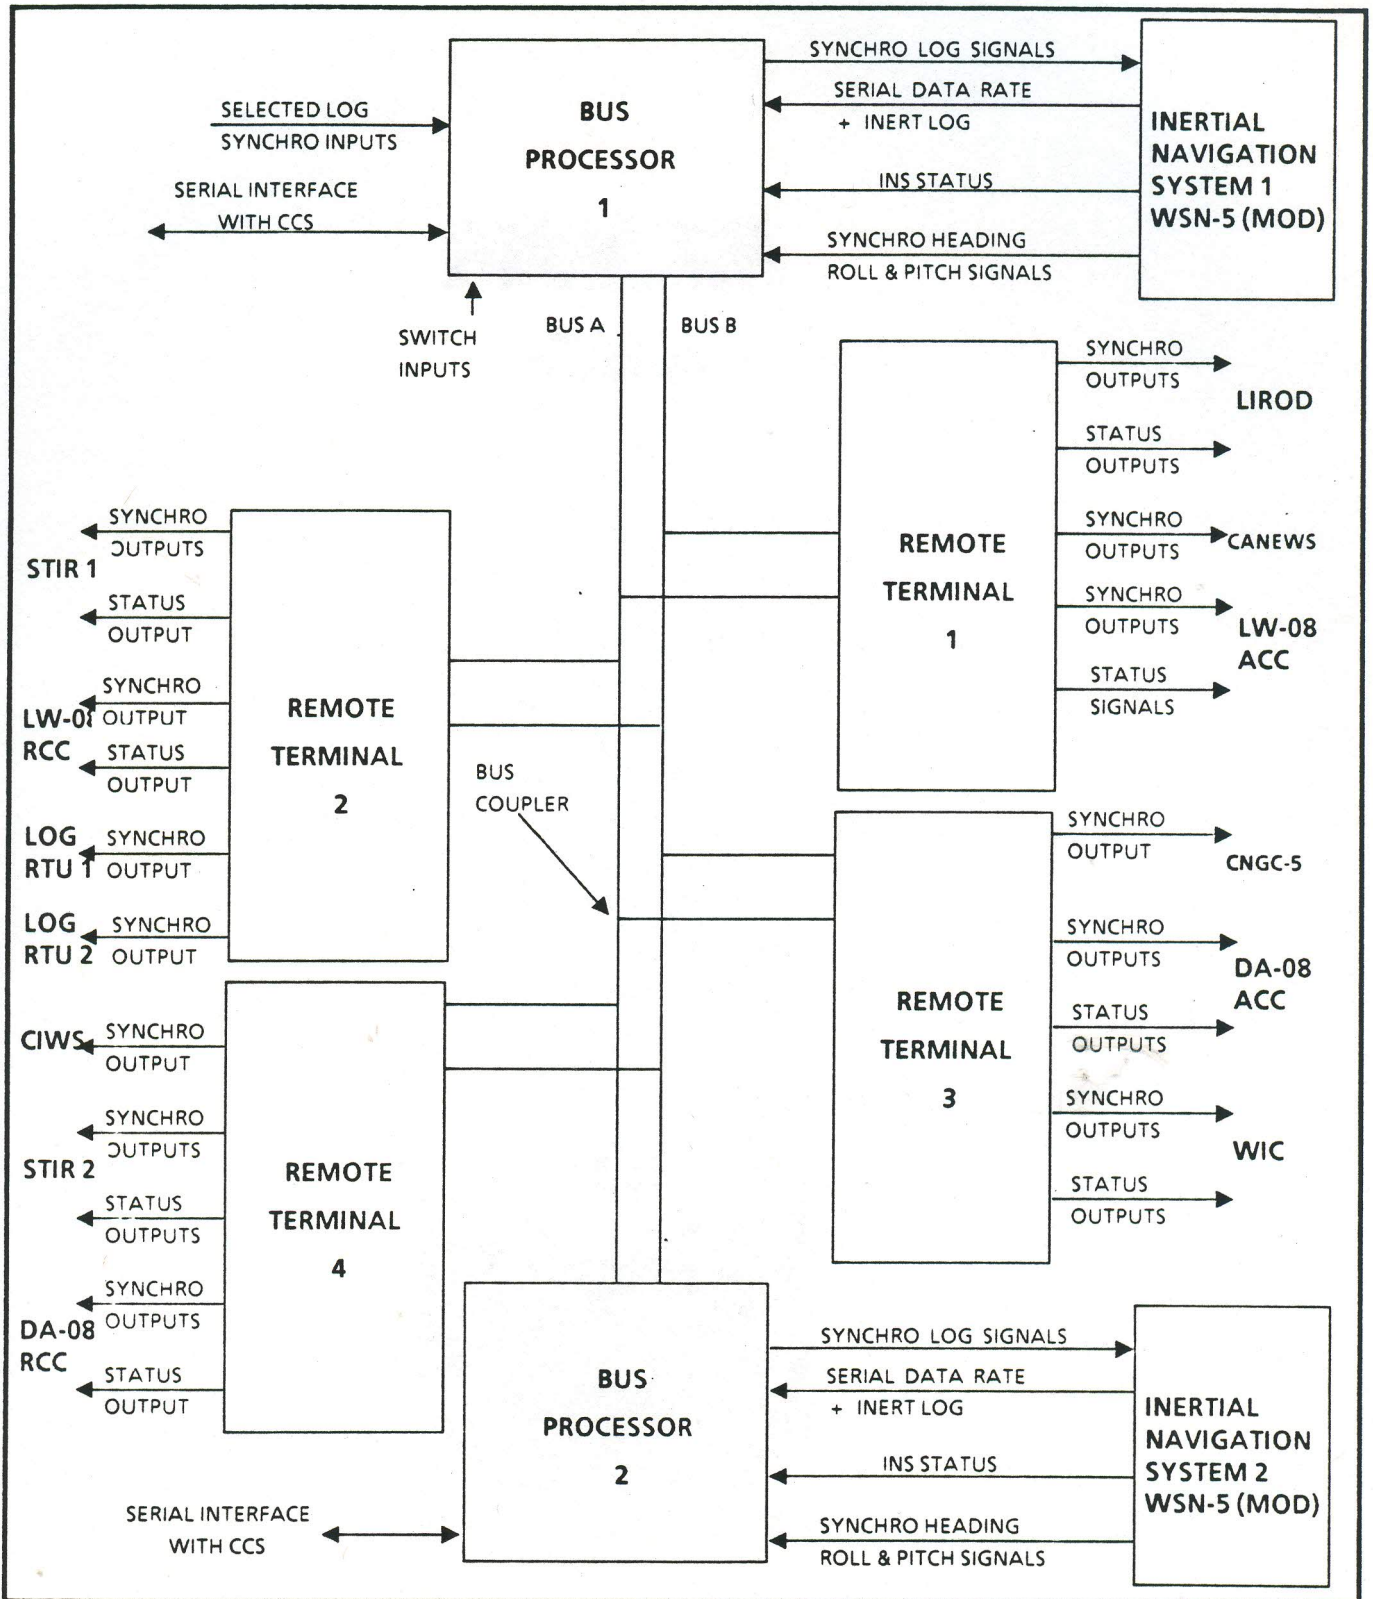 SELECTED LOG
SYNCHRO INPUTS
SERIAL INTERFACE
WITH CCS
BUS
PROCESSOR
1
SYNCHRO LOG SIGNALS
SERIAL DATA RATE
+ INERT LOG
INS STATUS
SYNCHRO HEADING
ROLL & PITCH SIGNALS
INERTIAL
NAVIGATION
SYSTEM 1
WSN-5 (MOD)
SWITCH
INPUTS
BUS A
BUS B
REMOTE
TERMINAL
1
SYNCHRO
OUTPUTS
LIROD
STATUS
OUTPUTS
SYNCHRO
OUTPUTS
CANEWS
SYNCHRO
OUTPUTS
LW-08
ACC
STATUS
SIGNALS
SYNCHRO
OUTPUTS
STIR 1
STATUS
OUTPUT
SYNCHRO
OUTPUT
LW-08
RCC
STATUS
OUTPUT
LOG
RTU 1
SYNCHRO
OUTPUT
LOG
RTU 2
SYNCHRO
OUTPUT
REMOTE
TERMINAL
2
BUS
COUPLER
REMOTE
TERMINAL
3
SYNCHRO
OUTPUT
CNGC-5
SYNCHRO
OUTPUTS
DA-08
ACC
STATUS
OUTPUTS
SYNCHRO
OUTPUTS
WIC
STATUS
OUTPUTS
CIWS
SYNCHRO
OUTPUT
SYNCHRO
OUTPUTS
STIR 2
STATUS
OUTPUTS
SYNCHRO
OUTPUTS
DA-08
RCC
STATUS
OUTPUT
REMOTE
TERMINAL
4
BUS
PROCESSOR
2
SERIAL INTERFACE
WITH CCS
SYNCHRO LOG SIGNALS
SERIAL DATA RATE
+ INERT LOG
INS STATUS
SYNCHRO HEADING
ROLL & PITCH SIGNALS
INERTIAL
NAVIGATION
SYSTEM 2
WSN-5 (MOD)